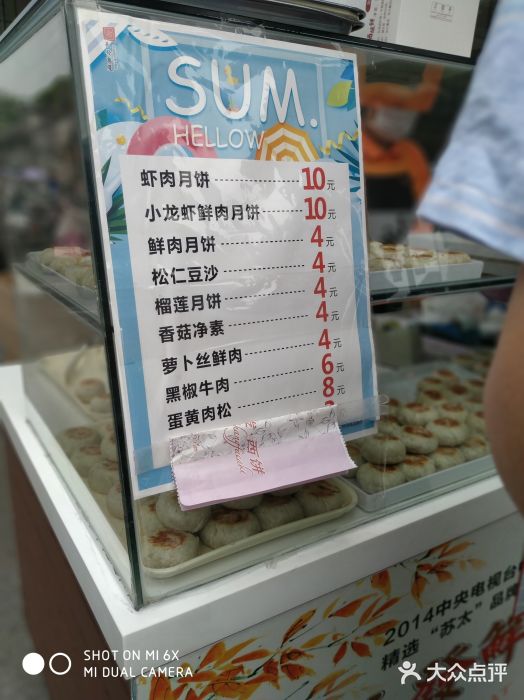 SUM.
HELLOW
虾肉月饼 10元
小龙虾鲜肉月饼 10元
鲜肉月饼 4元
松仁豆沙 4元
榴莲月饼 4元
香菇净素 4元
萝卜丝鲜肉 4元
黑椒牛肉 6元
蛋黄肉松 8元
西饼
2014中央电视台
精选“苏太”品牌
鲜
SHOT ON MI 6X
MI DUAL CAMERA
大众点评